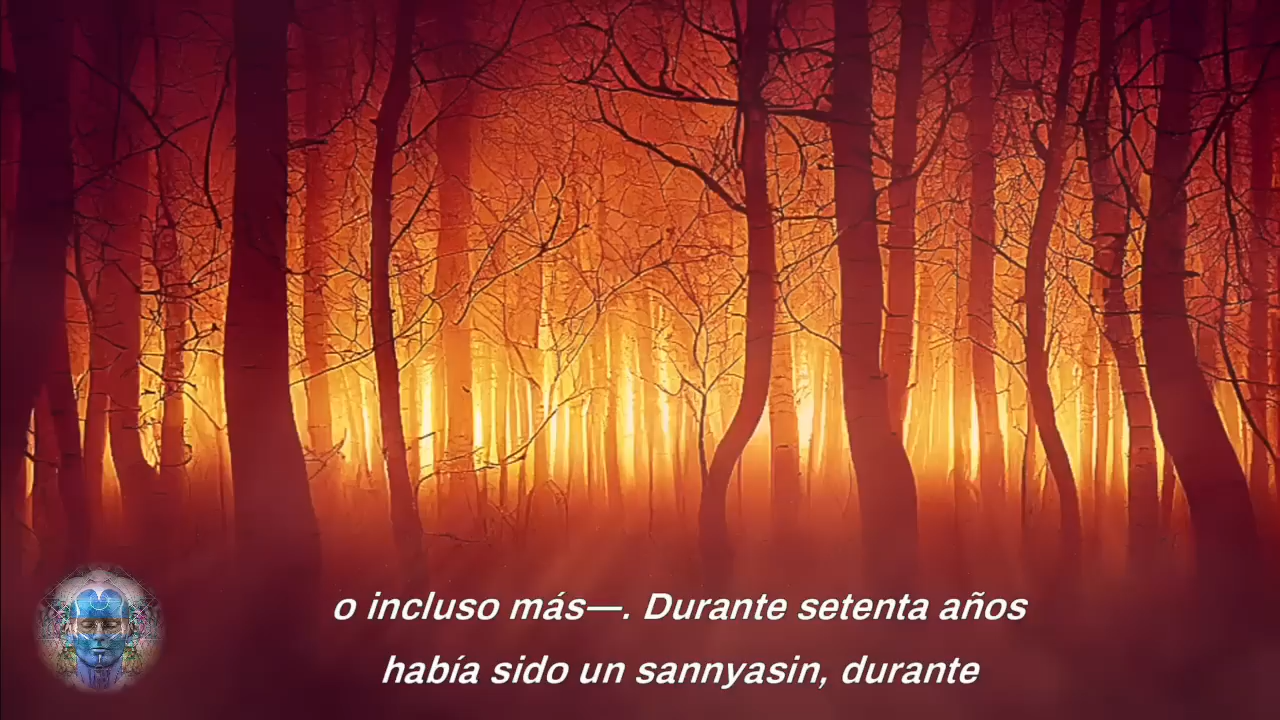 o incluso más—. Durante setenta años
había sido un sannyasin, durante